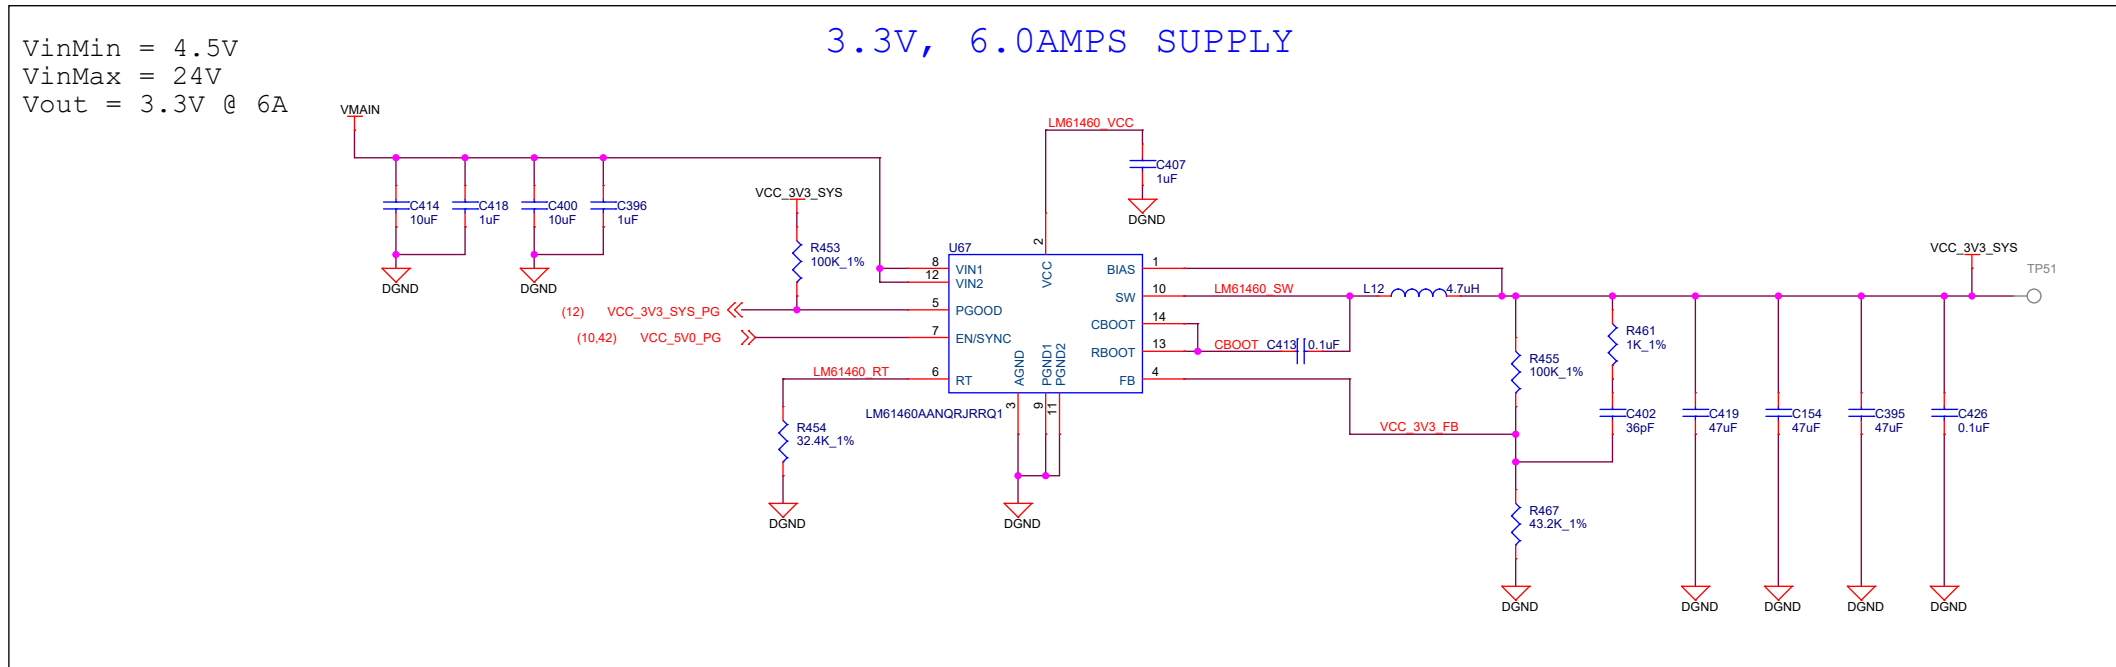 3.3V, 6.0AMPS SUPPLY
VinMin = 4.5V
VinMax = 24V
Vout = 3.3V @ 6A
VMAIN
C414
10uF
C418
1uF
C400
10uF
C396
1uF
DGND
DGND
VCC_3V3_SYS
R453
100K_1%
LM61460_VCC
C407
1uF
DGND
(12) VCC_3V3_SYS_PG
(10,42) VCC_5V0_PG
LM61460_RT
R454
32.4K_1%
DGND
U67
8 VIN1
12 VIN2
5 PGOOD
7 EN/SYNC
6 RT
2 VCC
BIAS 1
SW 10
CBOOT 14
RBOOT 13
FB 4
AGND 3
PGND1 9
PGND2 11
LM61460AANQRJRRQ1
DGND
LM61460_SW
L12 4.7uH
CBOOT C413 0.1uF
VCC_3V3_FB
R455
100K_1%
R461
1K_1%
C402
36pF
R467
43.2K_1%
DGND
C419
47uF
DGND
C154
47uF
DGND
C395
47uF
DGND
C426
0.1uF
DGND
VCC_3V3_SYS
TP51